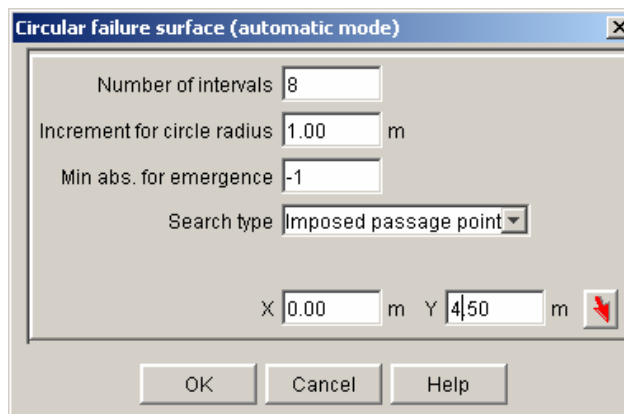 Circular failure surface (automatic mode)
Number of intervals 8
Increment for circle radius 1.00 m
Min abs. for emergence -1
Search type Imposed passage point
X 0.00 m Y 4.50 m
OK Cancel Help